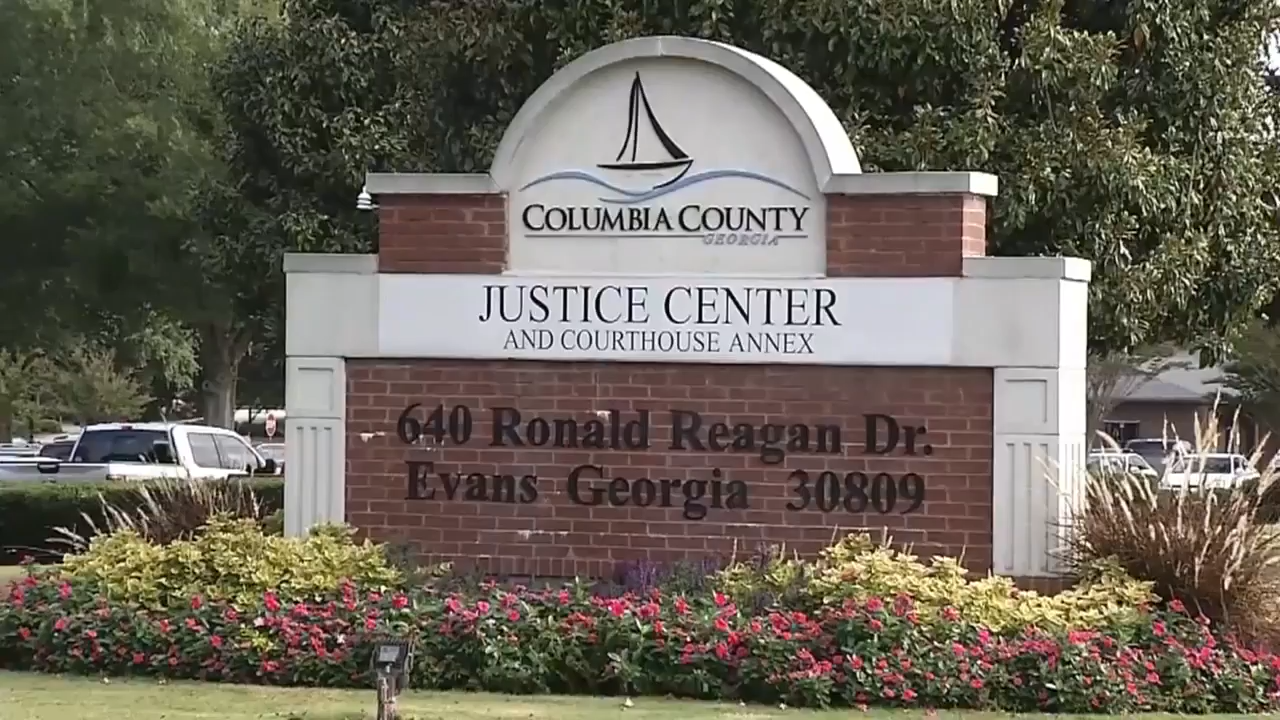 COLUMBIA COUNTY
GEORGIA
JUSTICE CENTER
AND COURTHOUSE ANNEX
640 Ronald Reagan Dr.
Evans Georgia 30809